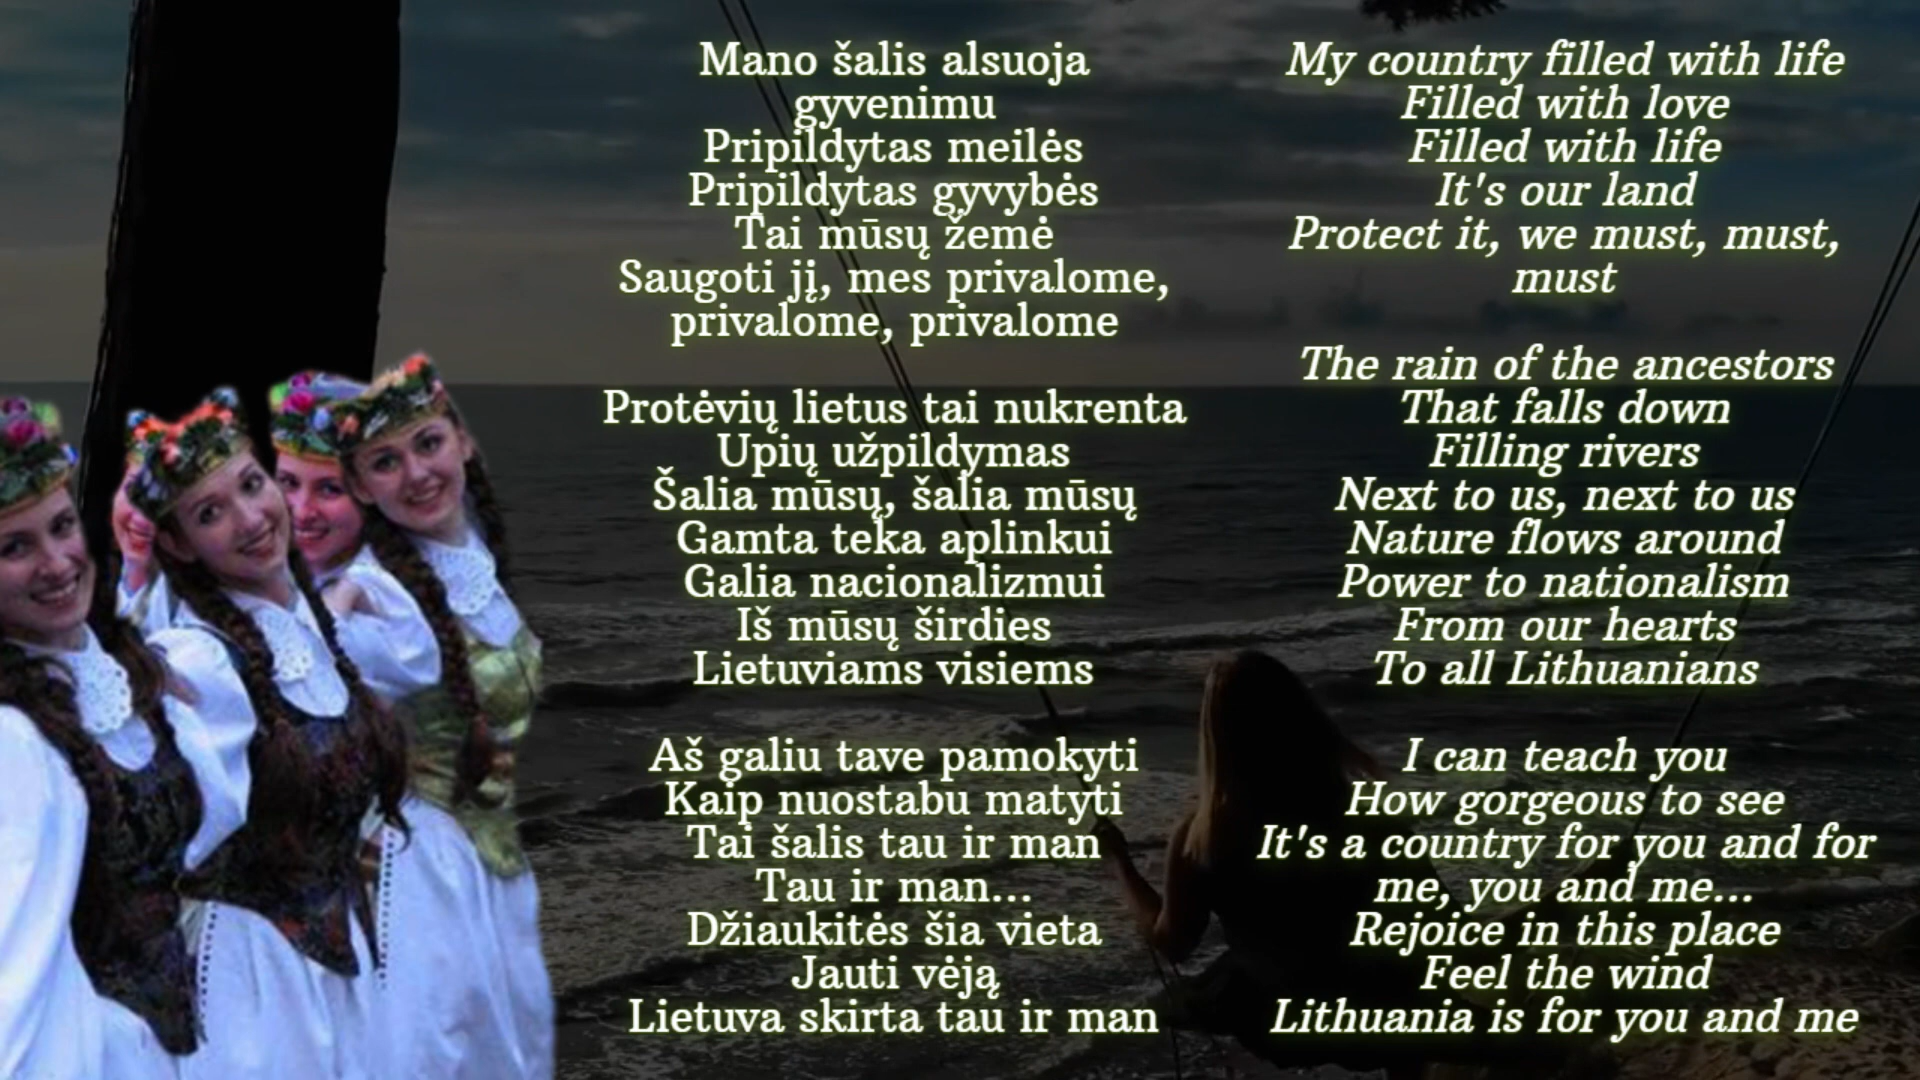 Mano šalis alsuoja
gyvenimu
Pripildytas meilės
Pripildytas gyvybės
Tai mūsų žemė
Saugoti jį, mes privalome,
privalome, privalome
Protėvių lietus tai nukrenta
Upių užpildymas
Šalia mūsų, šalia mūsų
Gamta teka aplinkui
Galia nacionalizmui
Iš mūsų širdies
Lietuviams visiems
Aš galiu tave pamokyti
Kaip nuostabu matyti
Tai šalis tau ir man
Tau ir man...
Džiaukitės šia vieta
Jauti vėją
Lietuva skirta tau ir man
My country filled with life
Filled with love
Filled with life
It's our land
Protect it, we must, must,
must
The rain of the ancestors
That falls down
Filling rivers
Next to us, next to us
Nature flows around
Power to nationalism
From our hearts
To all Lithuanians
I can teach you
How gorgeous to see
It's a country for you and for
me, you and me...
Rejoice in this place
Feel the wind
Lithuania is for you and me